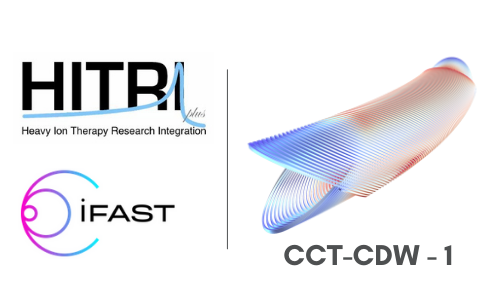 HITRI
plus
Heavy Ion Therapy Research Integration
iFAST
CCT-CDW - 1